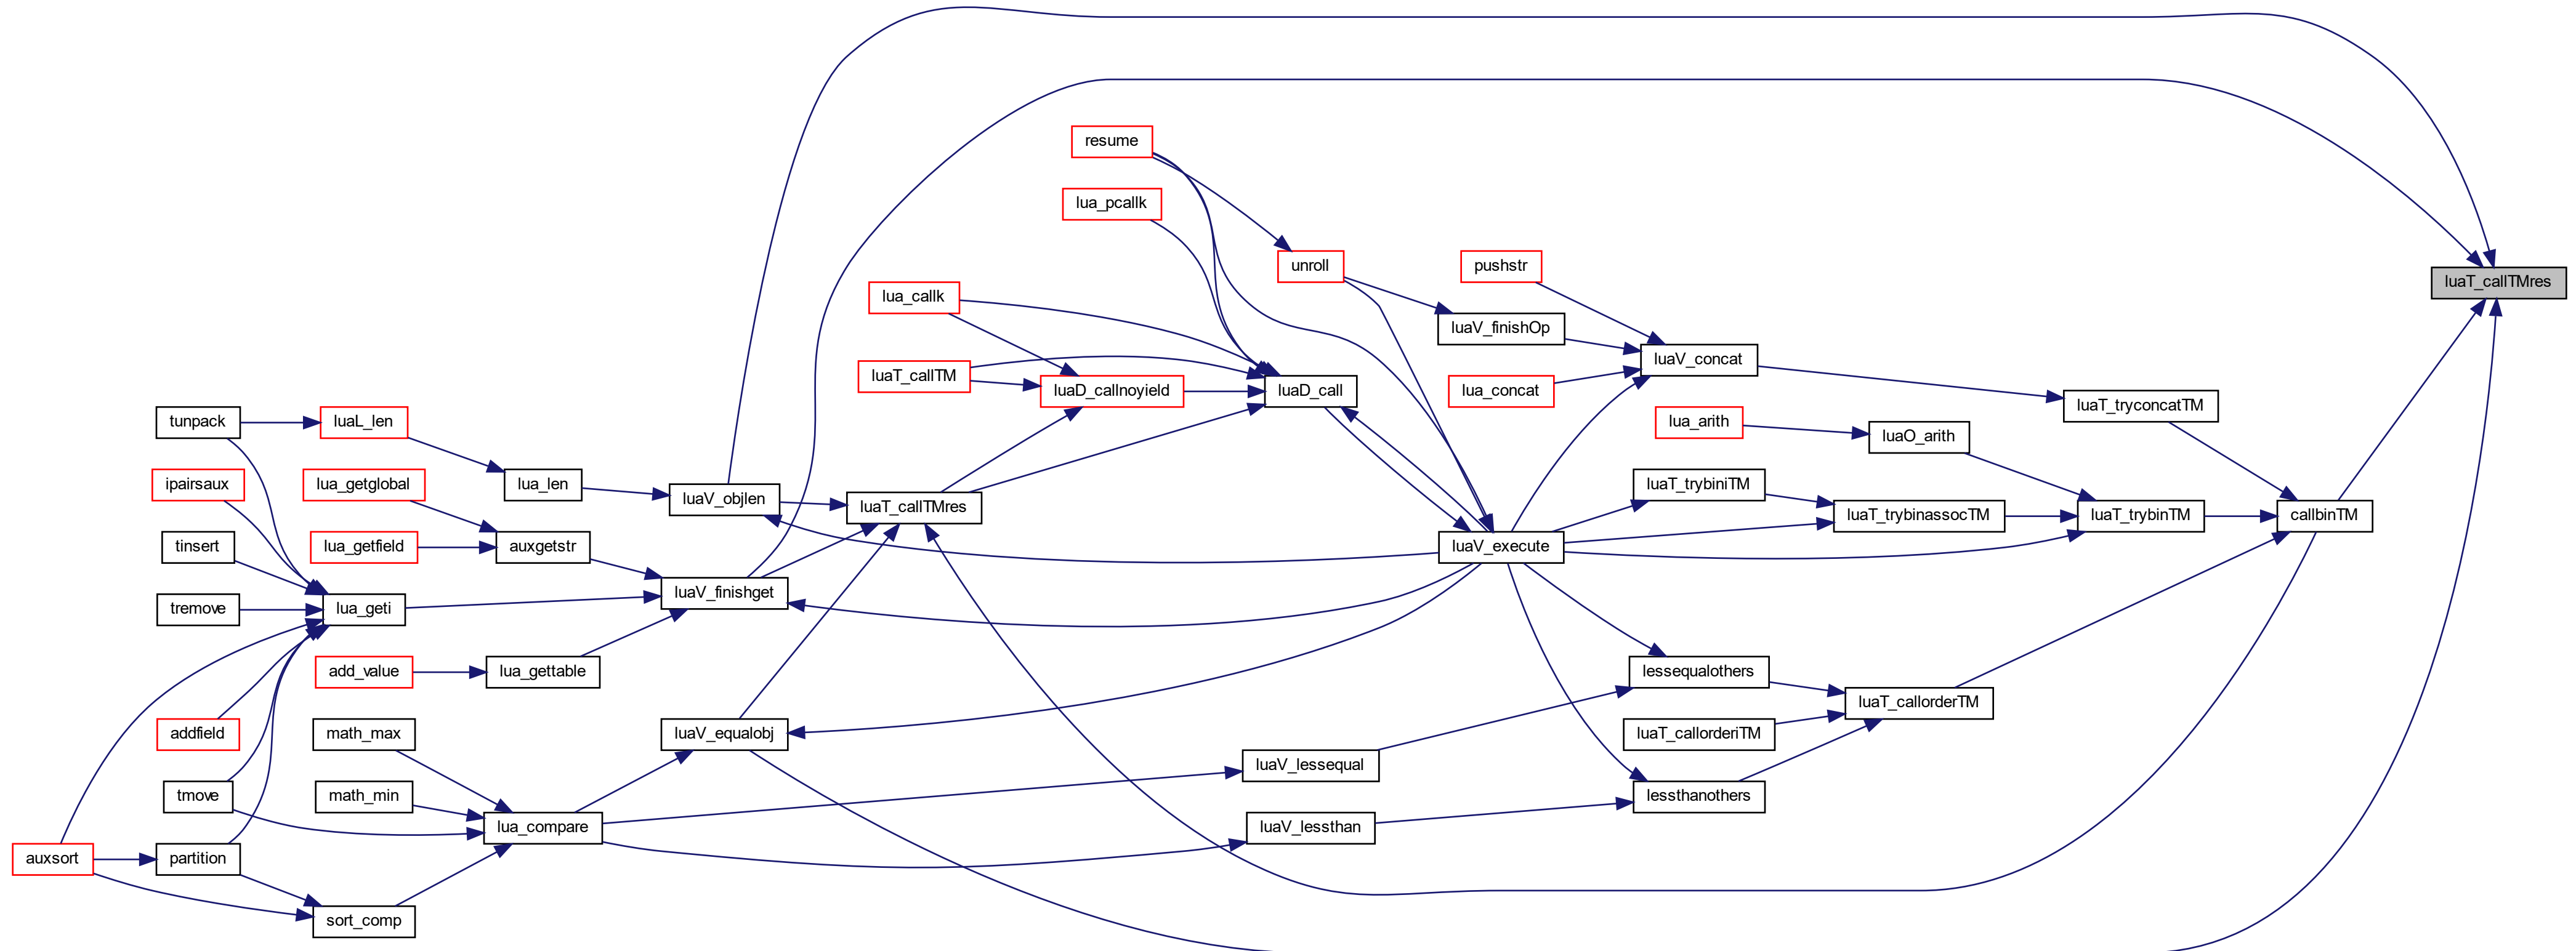 resume
lua_pcallk
unroll
pushstr
luaT_callTMres
lua_callk
luaV_finishOp
luaV_concat
luaT_callTM
luaD_callnoyield
luaD_call
lua_concat
luaT_tryconcatTM
tunpack
luaL_len
lua_arith
luaO_arith
ipairsaux
lua_getglobal
lua_len
luaV_objlen
luaT_callTMres
luaT_trybiniTM
luaT_trybinassocTM
luaT_trybinTM
callbinTM
tinsert
lua_getfield
auxgetstr
luaV_execute
tremove
lua_geti
luaV_finishget
add_value
lua_gettable
lessequalothers
luaT_callorderTM
addfield
math_max
luaV_equalobj
luaT_callorderiTM
luaV_lessequal
tmove
math_min
lessthanothers
lua_compare
luaV_lessthan
auxsort
partition
sort_comp